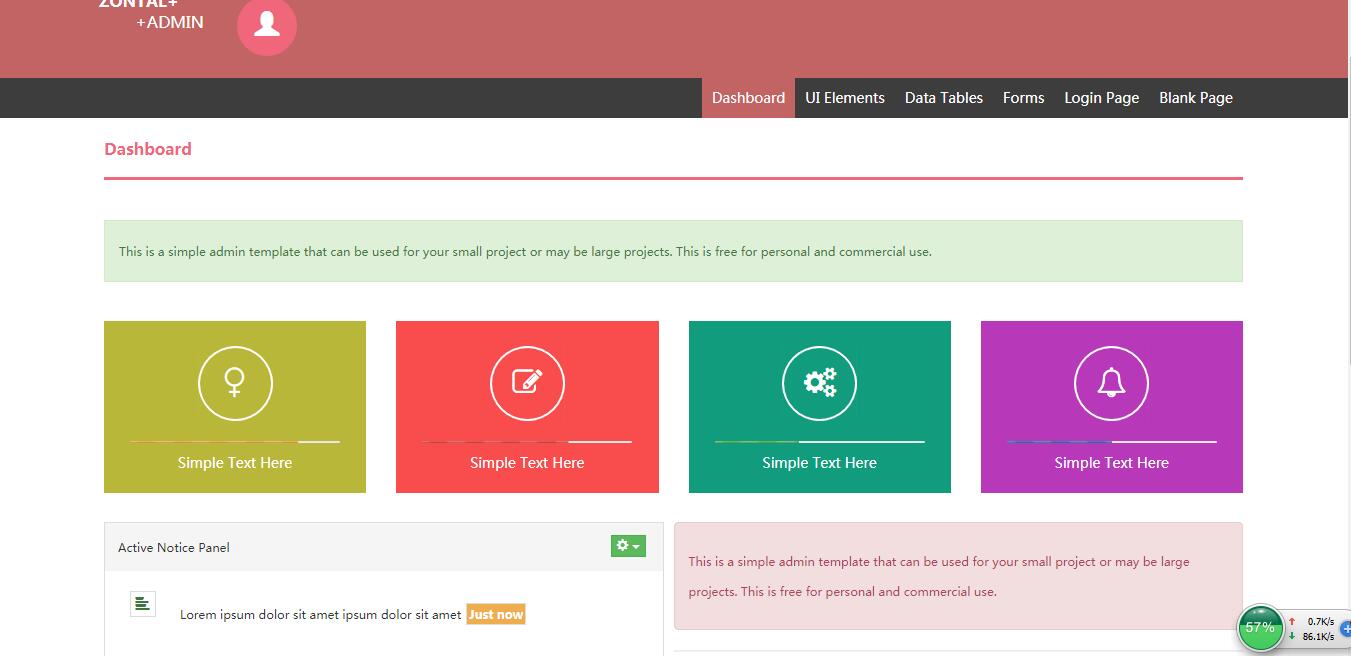 ZONTAL+
+ADMIN
Dashboard UI Elements Data Tables Forms Login Page Blank Page
Dashboard
This is a simple admin template that can be used for your small project or may be large projects. This is free for personal and commercial use.
Simple Text Here Simple Text Here Simple Text Here Simple Text Here
Active Notice Panel
Lorem ipsum dolor sit amet ipsum dolor sit amet Just now
This is a simple admin template that can be used for your small project or may be large
projects. This is free for personal and commercial use.
57%
0.7K/s
86.1K/s